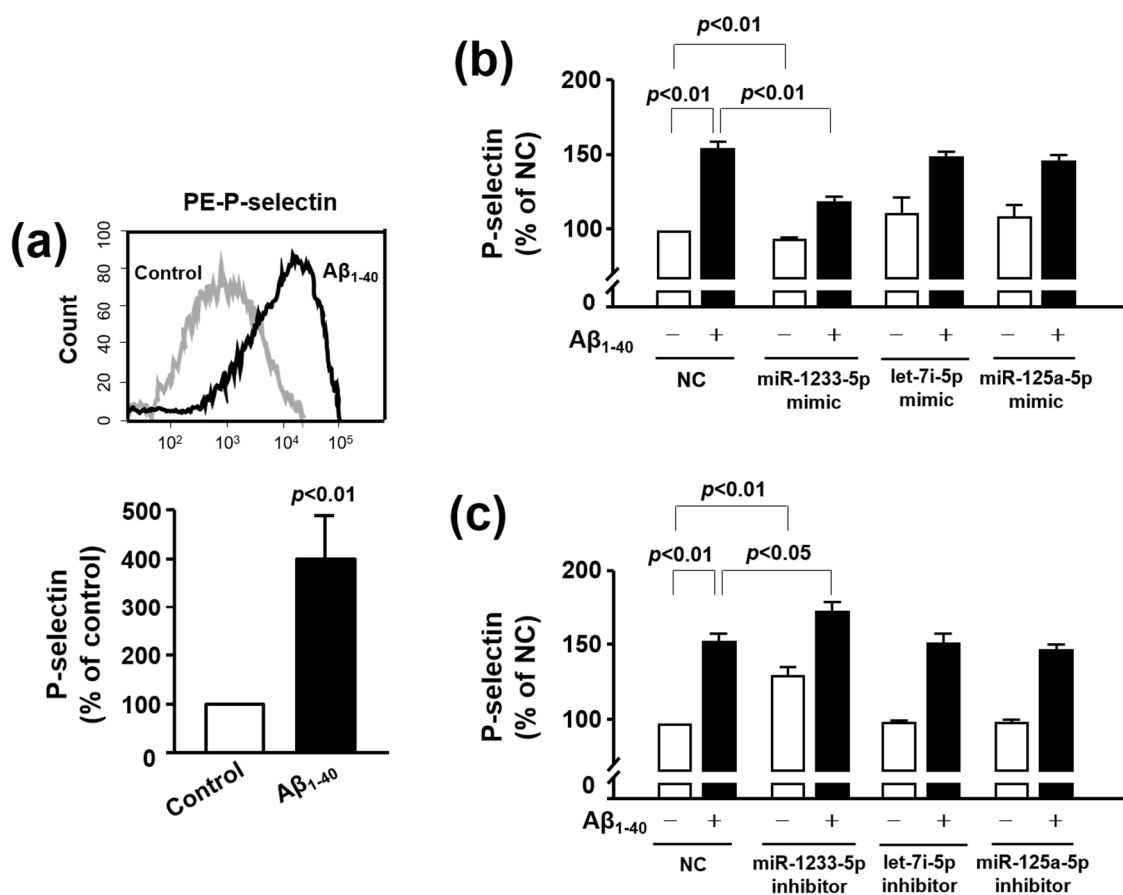 (a)
PE-P-selectin
Count
100
80
60
40
20
0
Control
Aβ1-40
10²
10³
10⁴
10⁵
P-selectin
(% of control)
500
400
300
200
100
0
p<0.01
Control
Aβ1-40
(b)
P-selectin
(% of NC)
200
150
100
0
p<0.01
p<0.01
p<0.01
Aβ1-40
− + − + − + − +
NC
miR-1233-5p
mimic
let-7i-5p
mimic
miR-125a-5p
mimic
(c)
P-selectin
(% of NC)
200
150
100
0
p<0.01
p<0.01
p<0.05
Aβ1-40
− + − + − + − +
NC
miR-1233-5p
inhibitor
let-7i-5p
inhibitor
miR-125a-5p
inhibitor